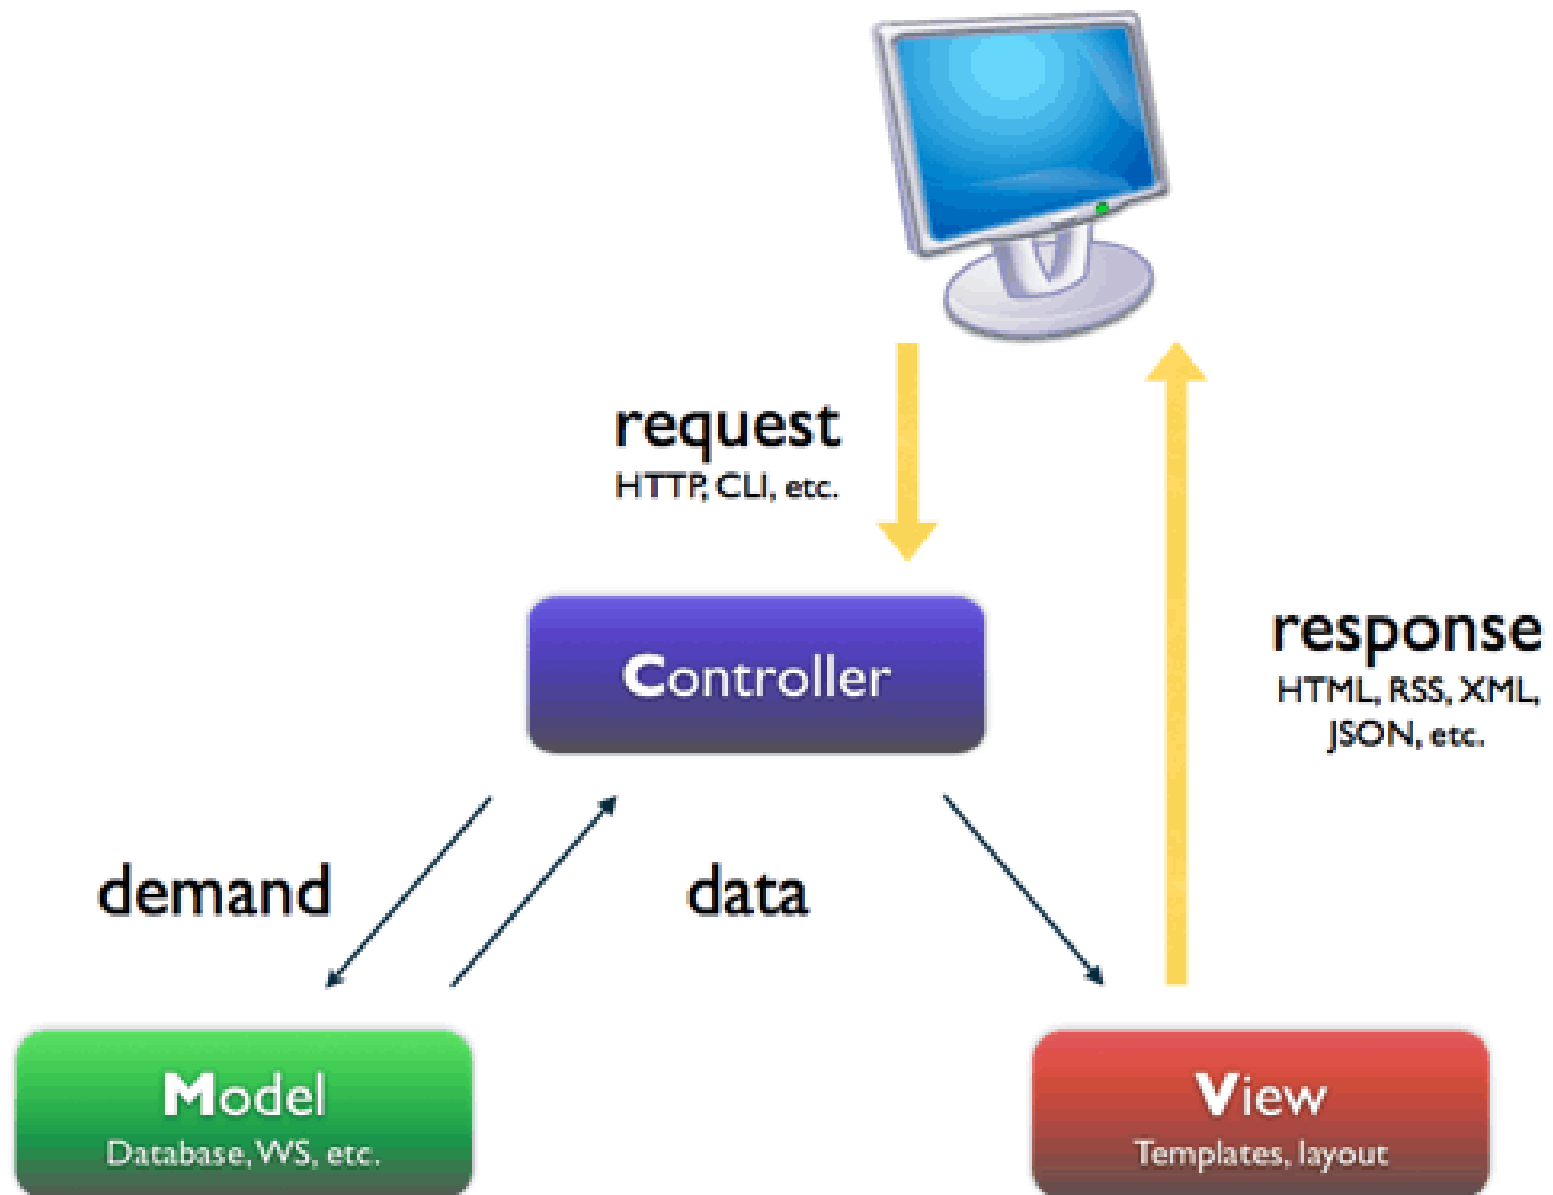 request
HTTP, CLI, etc.
Controller
response
HTML, RSS, XML,
JSON, etc.
demand
data
Model
Database, WS, etc.
View
Templates, layout